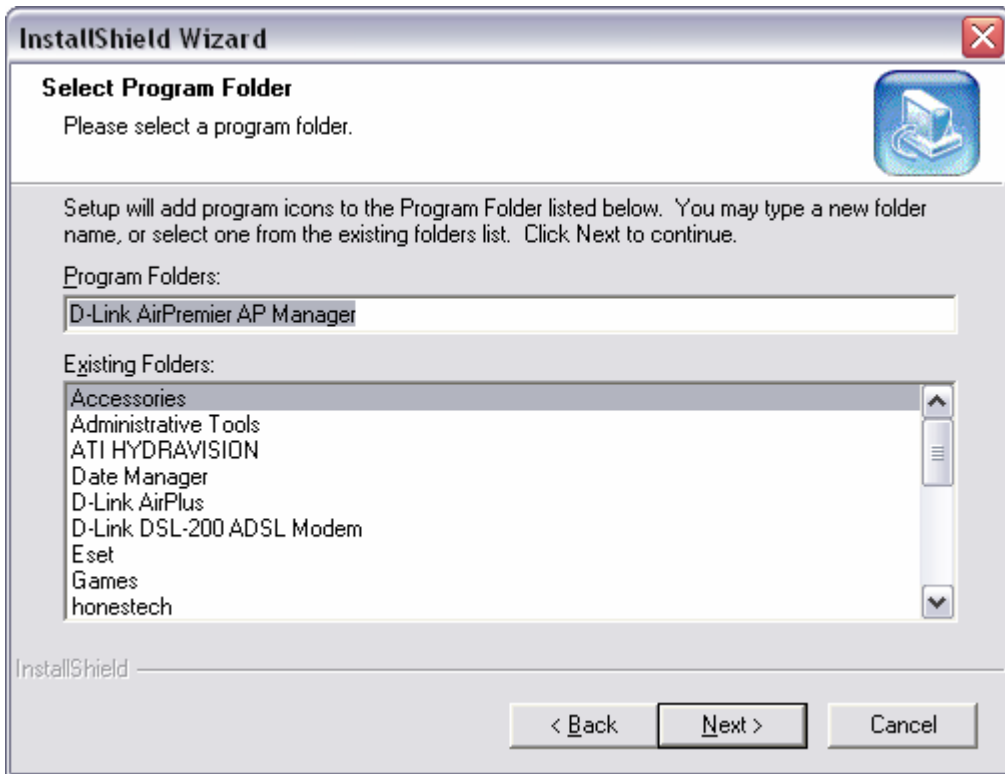 InstallShield Wizard
Select Program Folder
Please select a program folder.
Setup will add program icons to the Program Folder listed below.  You may type a new folder
name, or select one from the existing folders list.  Click Next to continue.
Program Folders:
D-Link AirPremier AP Manager
Existing Folders:
Accessories
Administrative Tools
ATI HYDRAVISION
Date Manager
D-Link AirPlus
D-Link DSL-200 ADSL Modem
Eset
Games
honestech
InstallShield
< Back
Next >
Cancel